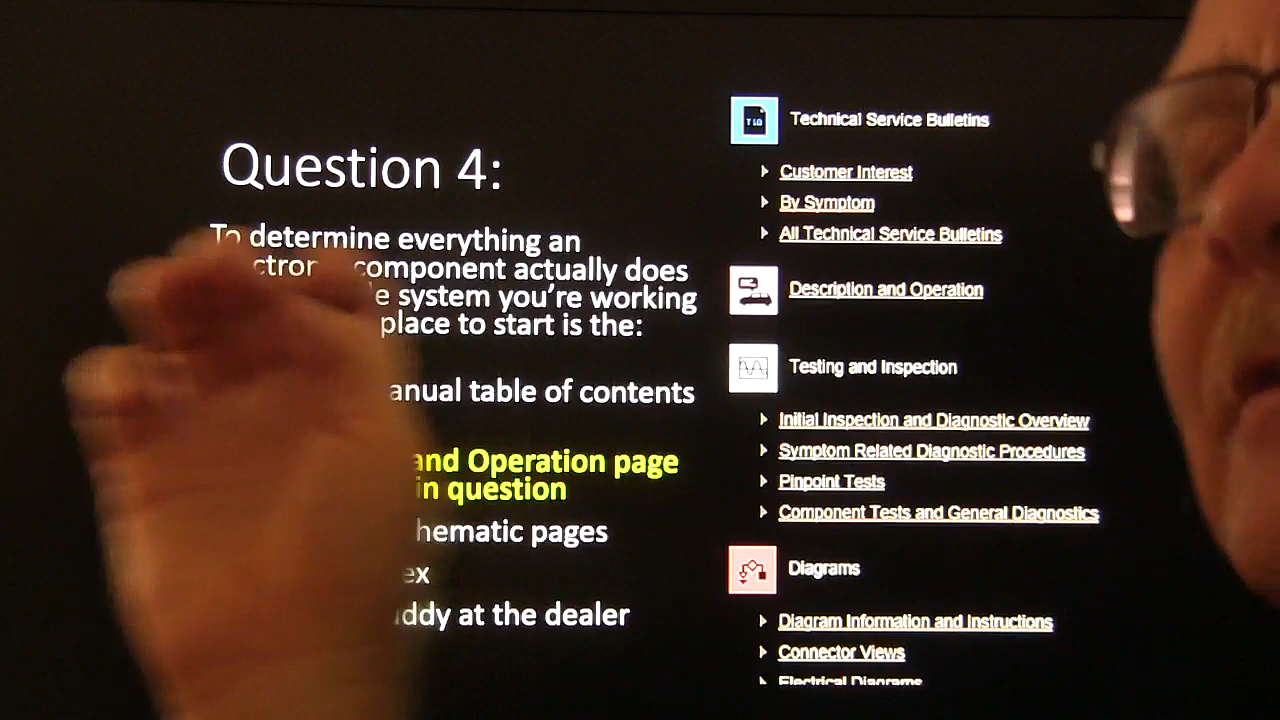 Question 4:
To determine everything an
ctron component actually does
e system you're working
place to start is the:
anual table of contents
and Operation page
in question
hematic pages
ex
ddy at the dealer
TSB
Technical Service Bulletins
Customer Interest
By Symptom
All Technical Service Bulletins
Description and Operation
Testing and Inspection
Initial Inspection and Diagnostic Overview
Symptom Related Diagnostic Procedures
Pinpoint Tests
Component Tests and General Diagnostics
Diagrams
Diagram Information and Instructions
Connector Views
Electrical Diagrams